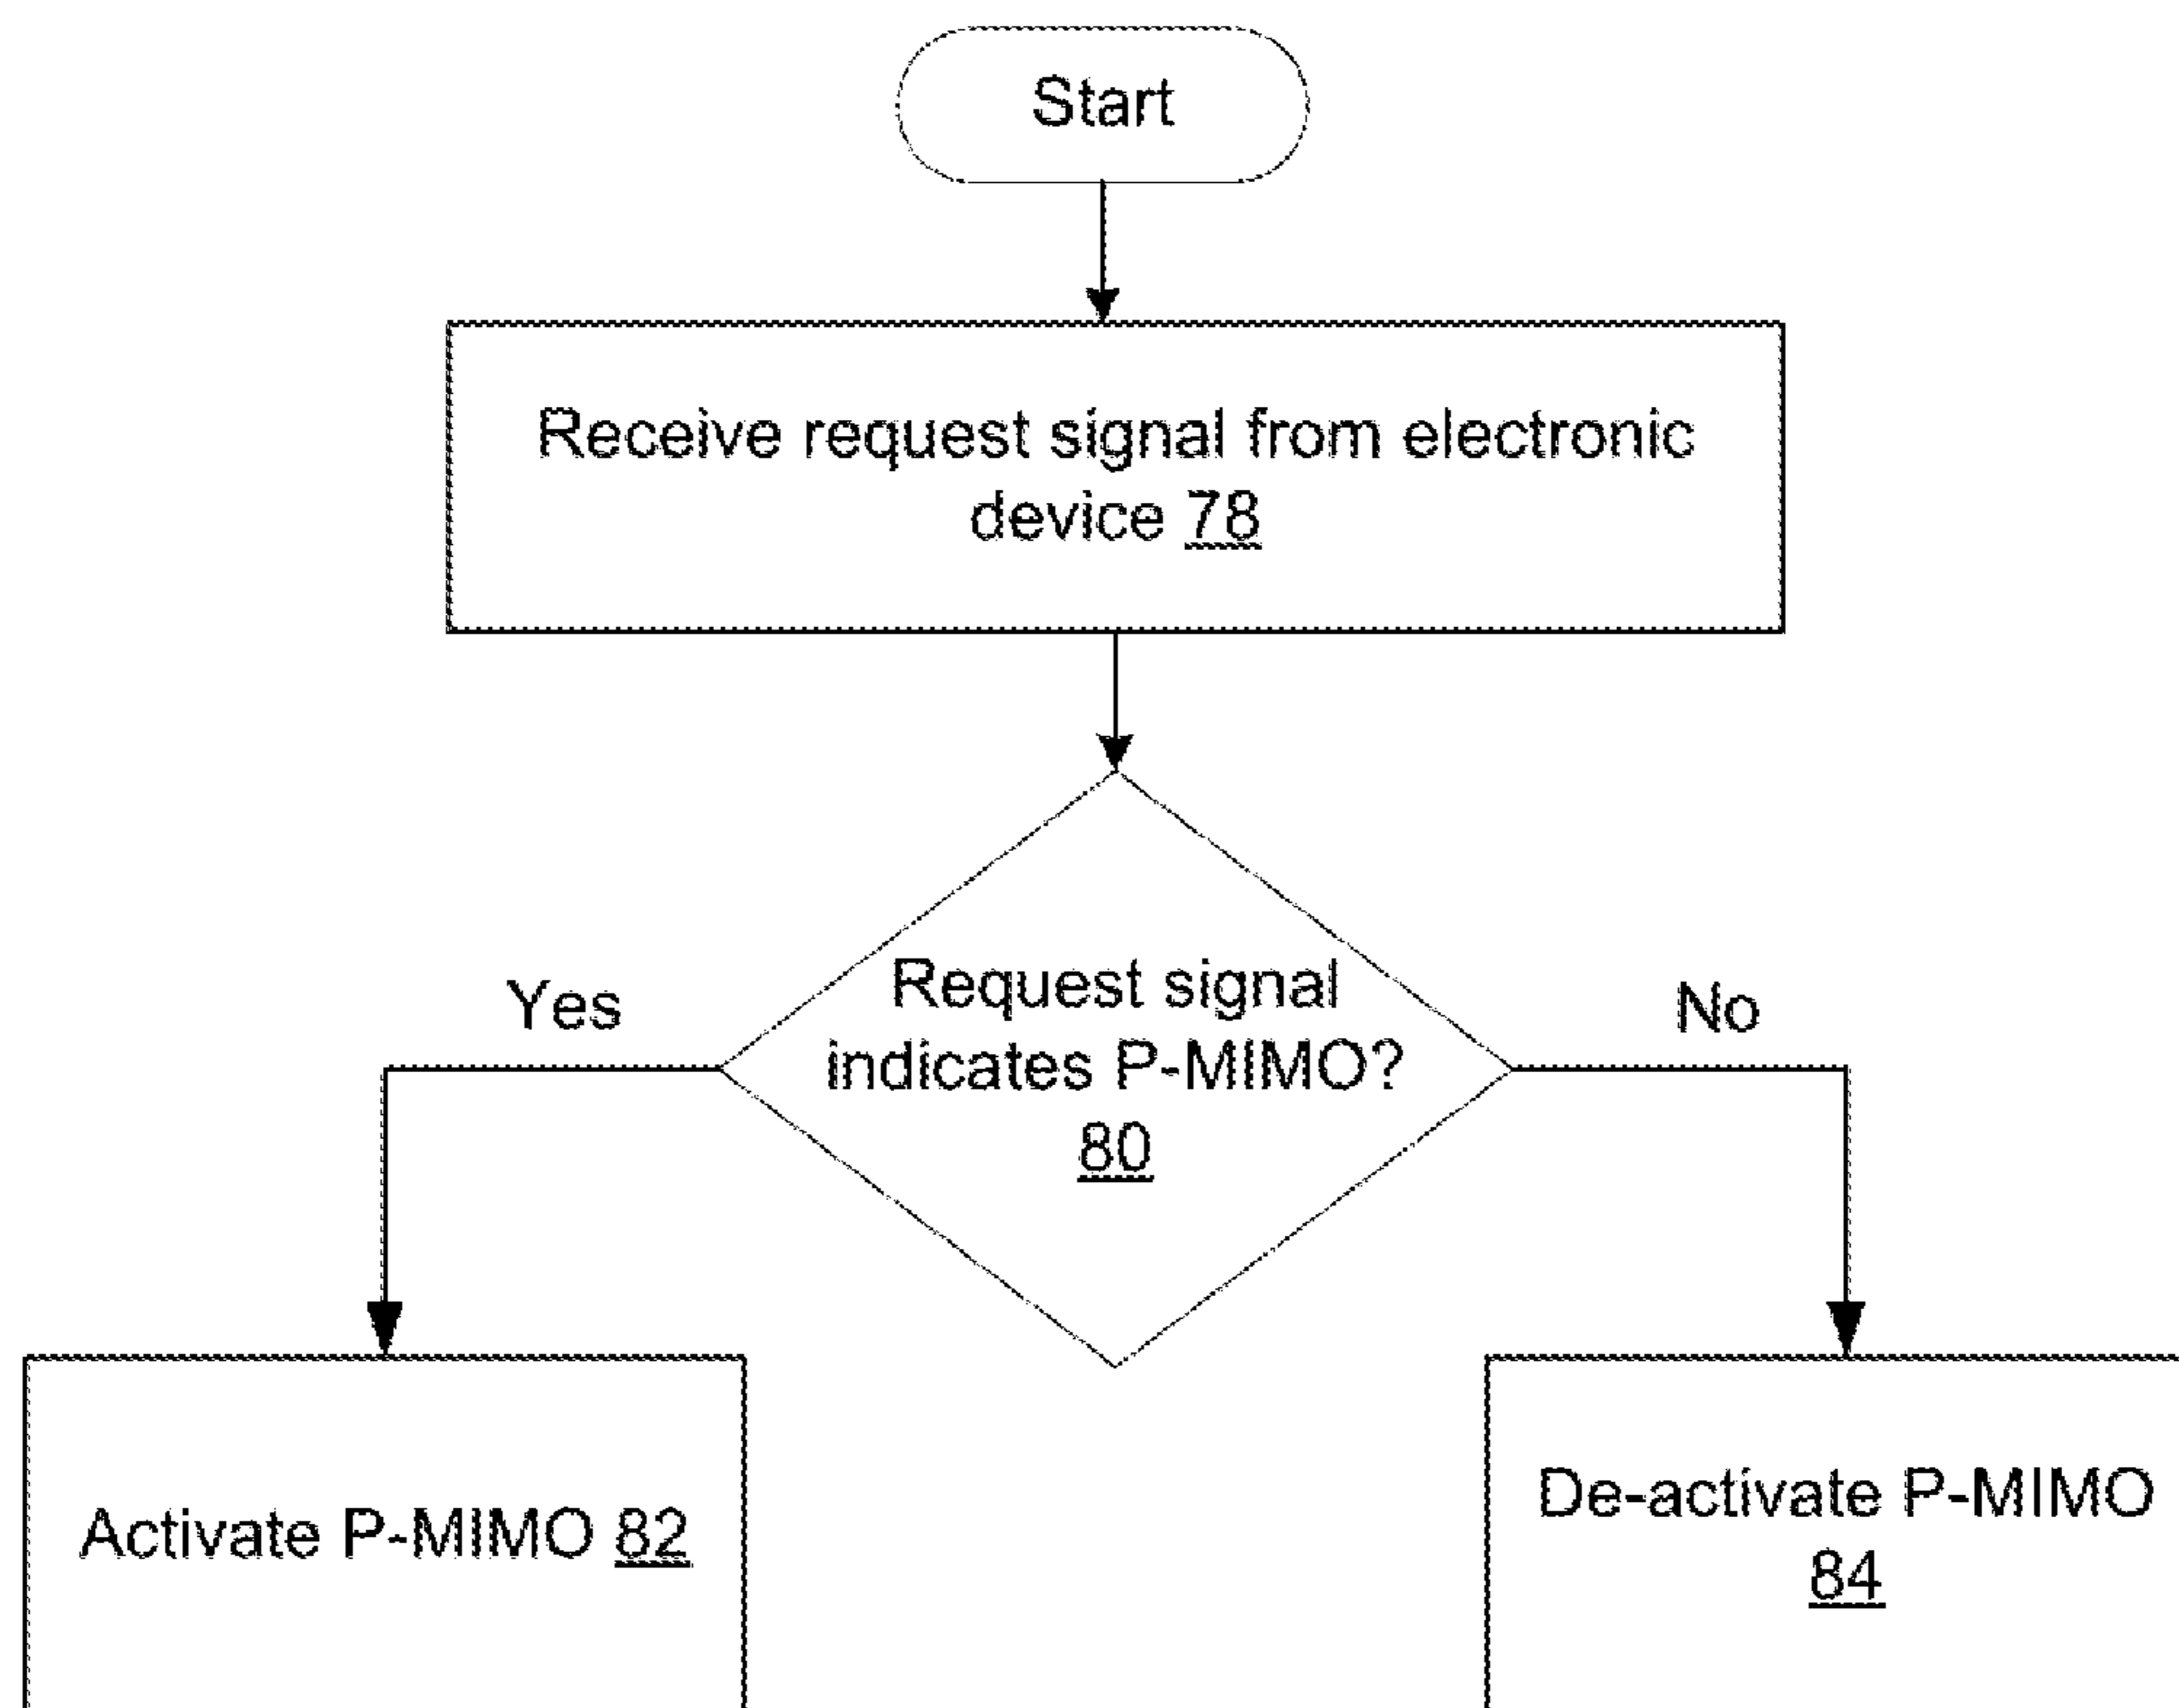 Start
Receive request signal from electronic
device 78
Request signal
indicates P-MIMO?
80
Yes
No
Activate P-MIMO 82
De-activate P-MIMO
84